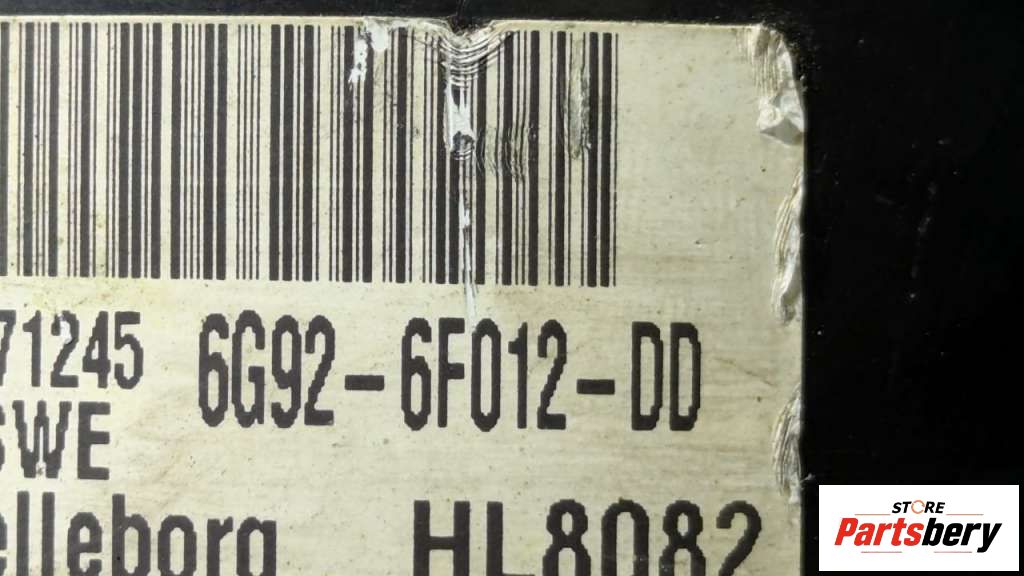 71245 6G92-6F012-DD
SWE
elleborg HL8082
STORE
Partsbery